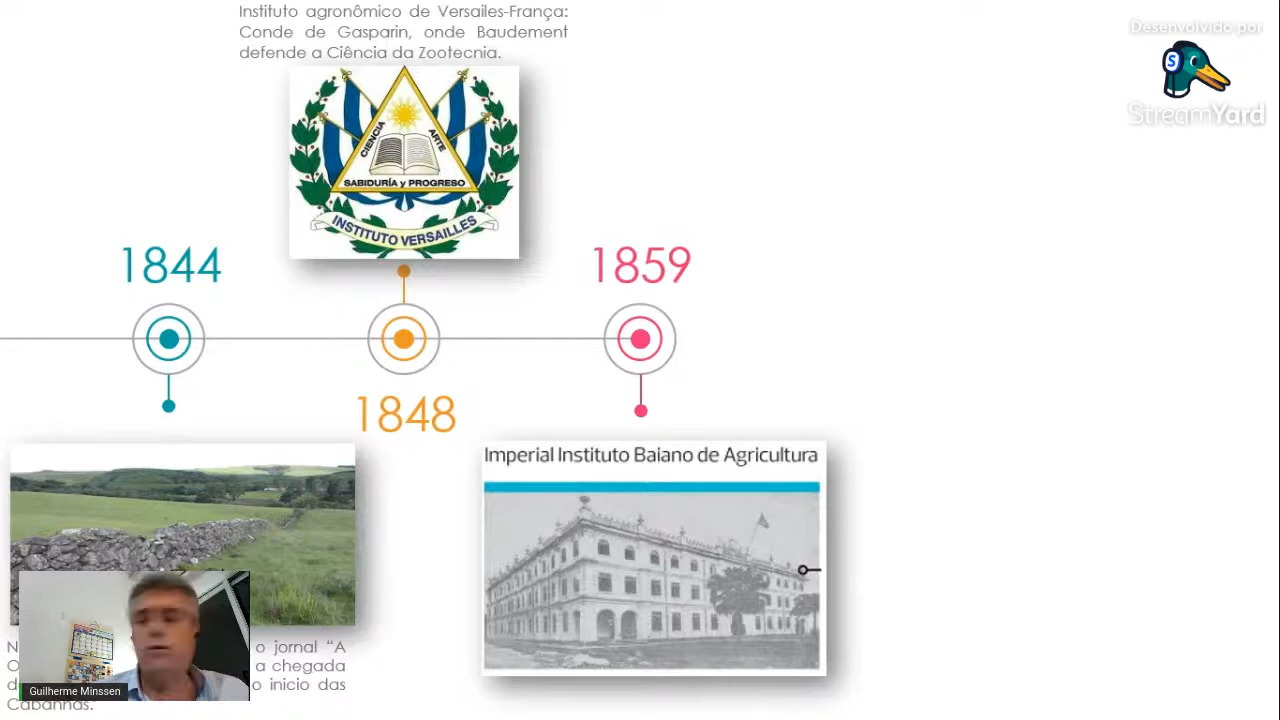 Instituto agronômico de Versailes-França:
Conde de Gasparin, onde Baudement
defende a Ciência da Zootecnia.
Desenvolvido por
S
StreamYard
CIENCIA
ARTE
SABIDURÍA y PROGRESO
INSTITUTO VERSAILLES
1844
1859
1848
Imperial Instituto Baiano de Agricultura
N o jornal “A
O a chegada
d o inicio das
Cabanhas.
Guilherme Minssen